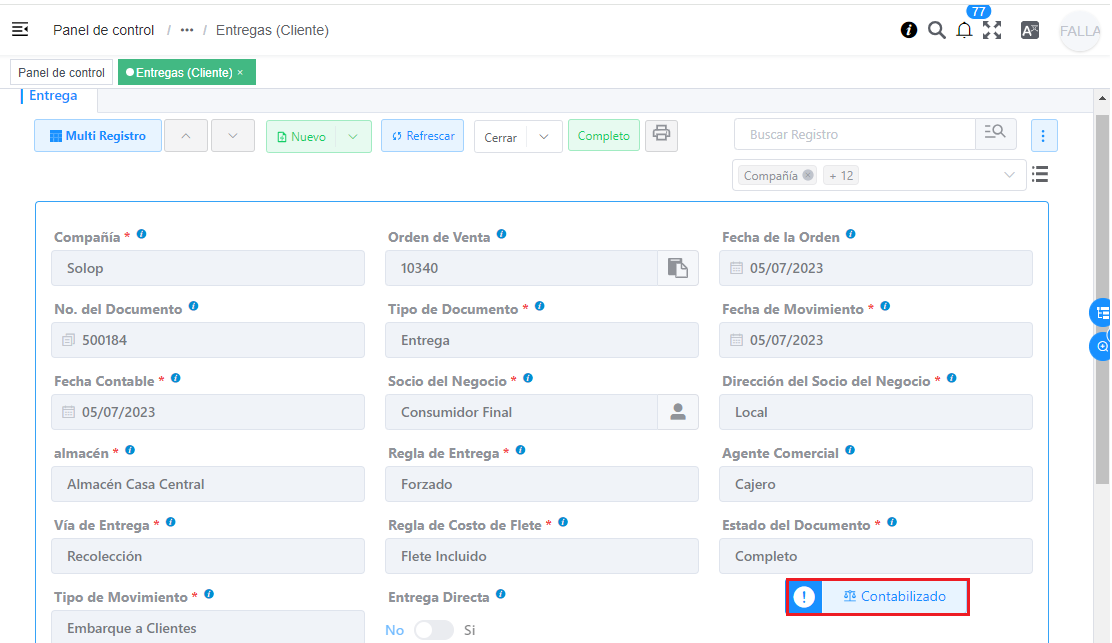 Panel de control / ••• / Entregas (Cliente)
77
FALLA
Panel de control
Entregas (Cliente) ×
Entrega
Multi Registro
Nuevo
Refrescar
Cerrar
Completo
Buscar Registro
Compañía
+ 12
Compañía *
Orden de Venta
Fecha de la Orden
Solop
10340
05/07/2023
No. del Documento
Tipo de Documento *
Fecha de Movimiento *
500184
Entrega
05/07/2023
Fecha Contable *
Socio del Negocio *
Dirección del Socio del Negocio *
05/07/2023
Consumidor Final
Local
almacén *
Regla de Entrega *
Agente Comercial
Almacén Casa Central
Forzado
Cajero
Vía de Entrega *
Regla de Costo de Flete *
Estado del Documento *
Recolección
Flete Incluido
Completo
Tipo de Movimiento *
Entrega Directa
Contabilizado
Embarque a Clientes
No
Si